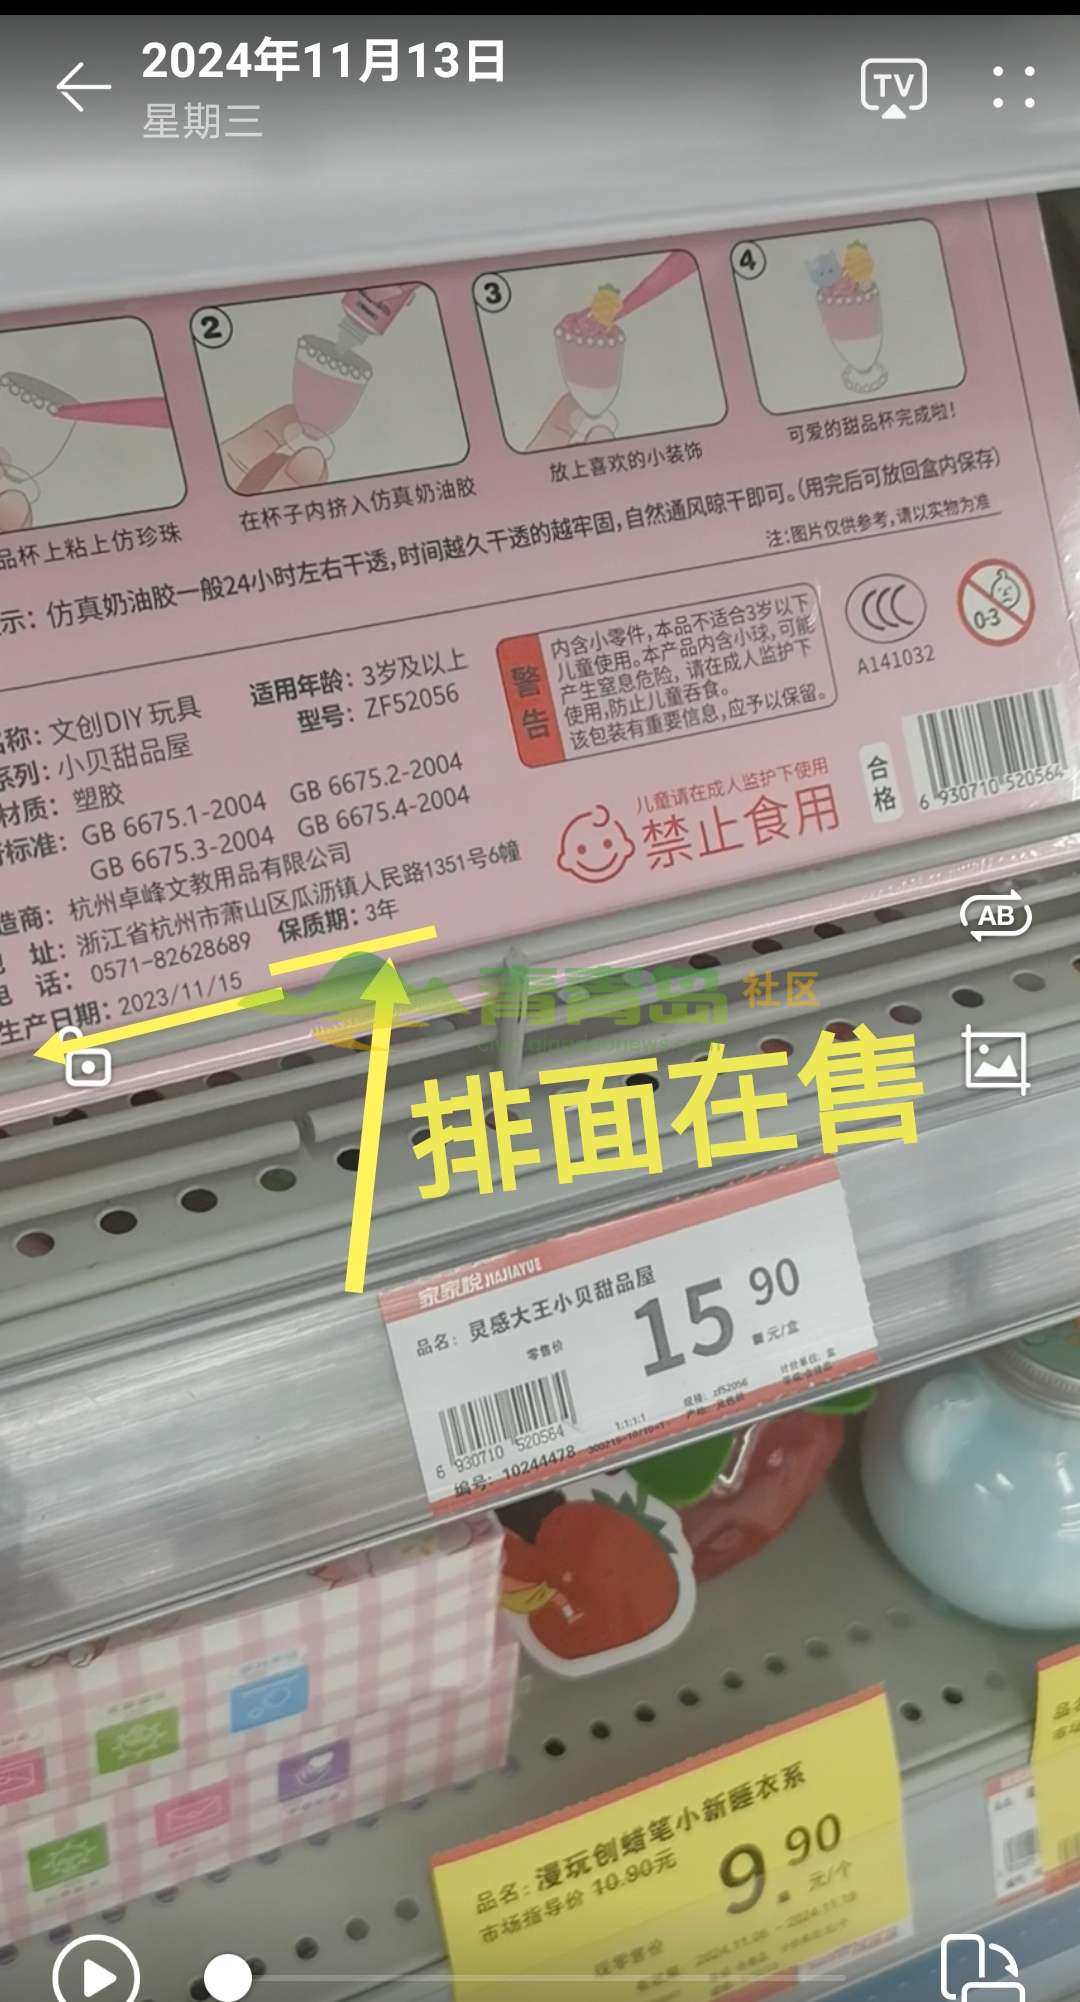 2024年11月13日
星期三
TV
2
3
4
品杯上粘上仿珍珠
在杯子内挤入仿真奶油胶
放上喜欢的小装饰
可爱的甜品杯完成啦!
示: 仿真奶油胶一般24小时左右干透,时间越久干透的越牢固,自然通风晾干即可。(用完后可放回盒内保存)
注:图片仅供参考,请以实物为准
名称: 文创DIY玩具
适用年龄: 3岁及以上
系列: 小贝甜品屋
型号: ZF52056
材质: 塑胶
标准: GB 6675.1-2004 GB 6675.2-2004
GB 6675.3-2004 GB 6675.4-2004
造商: 杭州卓峰文教用品有限公司
址: 浙江省杭州市萧山区瓜沥镇人民路1351号6幢
电 话: 0571-82628689 保质期: 3年
生产日期: 2023/11/15
警告
内含小零件,本品不适合3岁以下
儿童使用。本产品内含小球,可能
产生窒息危险, 请在成人监护下
使用,防止儿童吞食。
该包装有重要信息,应予以保留。
A141032
0-3
儿童请在成人监护下使用
禁止食用
合格
6 930710 520564
AB
青青岛 社区
排面在售
家家悦 JIAJIAYUE
品名: 灵感大王小贝甜品屋
零售价
15 90
元/盒
6 930710 520564
编号: 10244478
品名: 漫玩创蜡笔小新睡衣系
市场指导价 10.90元
9 90
元/个